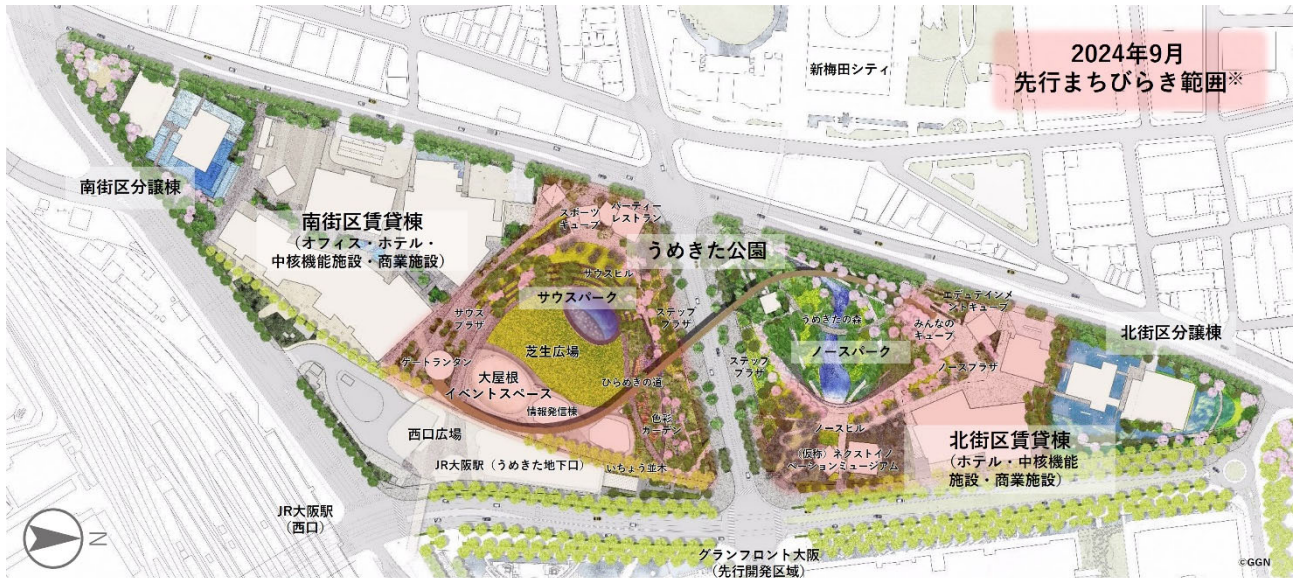 2024年9月
先行まちびらき範囲※
新梅田シティ
南街区分譲棟
南街区賃貸棟
(オフィス・ホテル・
中核機能施設・商業施設)
スポーツ
キューブ
パーティー
レストラン
うめきた公園
サウスヒル
サウスパーク
サウス
プラザ
ステップ
プラザ
芝生広場
ゲートランタン
大屋根
イベントスペース
ひらめきの道
情報発信棟
色彩
ガーデン
西口広場
JR大阪駅(うめきた地下口)
いちょう並木
JR大阪駅
(西口)
エデュテインメ
ントキューブ
うめきたの森
みんなの
キューブ
ノースパーク
ステップ
プラザ
ノースプラザ
北街区分譲棟
ノースヒル
(仮称)ネクストイノ
ベーションミュージアム
北街区賃貸棟
(ホテル・中核機能
施設・商業施設)
グランフロント大阪
(先行開発区域)
N
©GGN